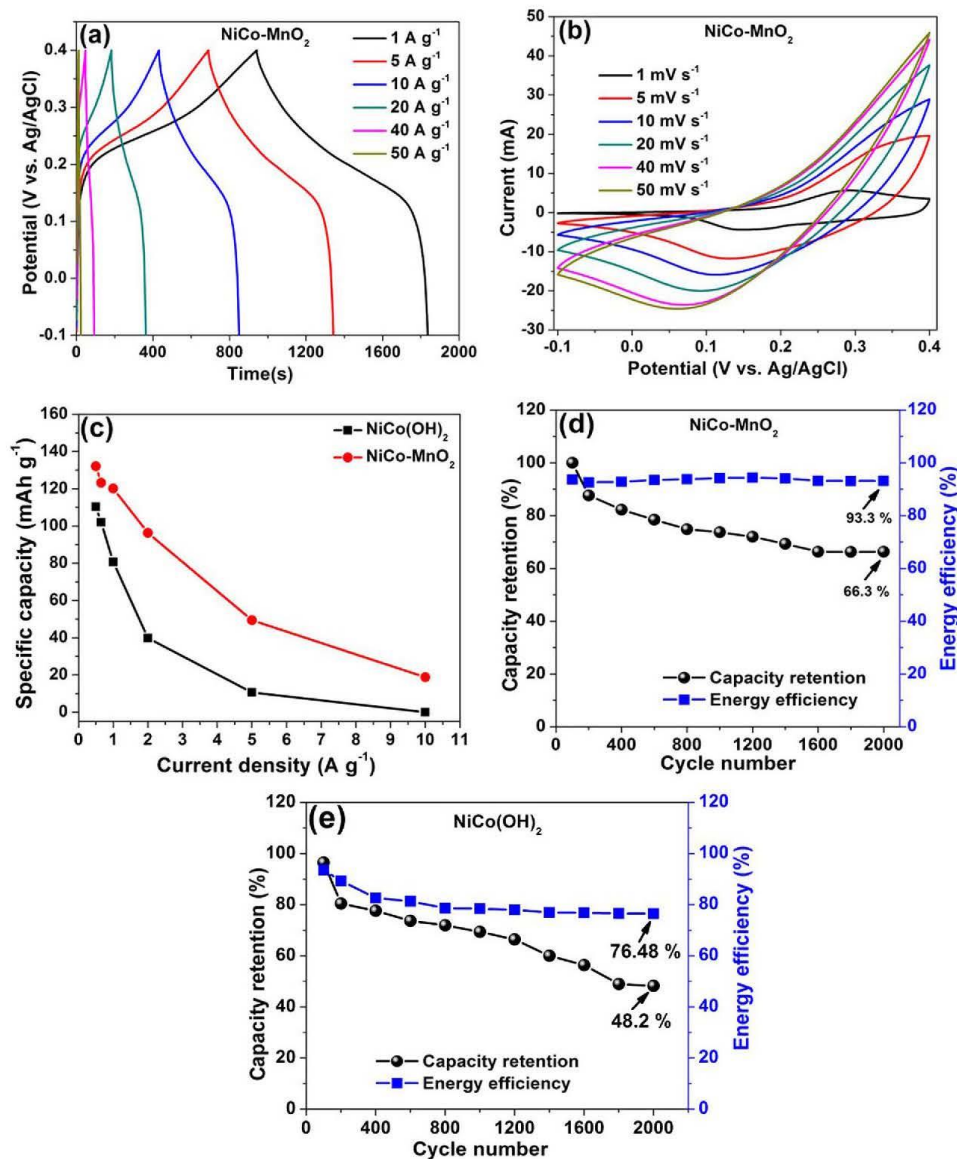 (a)
NiCo-MnO2
1 A g-1
5 A g-1
10 A g-1
20 A g-1
40 A g-1
50 A g-1
Potential (V vs. Ag/AgCl)
0.4
0.3
0.2
0.1
0.0
-0.1
0 400 800 1200 1600 2000
Time(s)
(b)
NiCo-MnO2
1 mV s-1
5 mV s-1
10 mV s-1
20 mV s-1
40 mV s-1
50 mV s-1
Current (mA)
50
40
30
20
10
0
-10
-20
-30
-0.1 0.0 0.1 0.2 0.3 0.4
Potential (V vs. Ag/AgCl)
(c)
NiCo(OH)2
NiCo-MnO2
Specific capacity (mAh g-1)
160
140
120
100
80
60
40
20
0
0 1 2 3 4 5 6 7 8 9 10 11
Current density (A g-1)
(d)
NiCo-MnO2
Capacity retention (%)
120
100
80
60
40
20
0
93.3 %
66.3 %
Capacity retention
Energy efficiency
0 400 800 1200 1600 2000
Cycle number
120
100
80
60
40
20
0
Energy efficiency (%)
(e)
NiCo(OH)2
Capacity retention (%)
120
100
80
60
40
20
0
76.48 %
48.2 %
Capacity retention
Energy efficiency
0 400 800 1200 1600 2000
Cycle number
120
100
80
60
40
20
0
Energy efficiency (%)